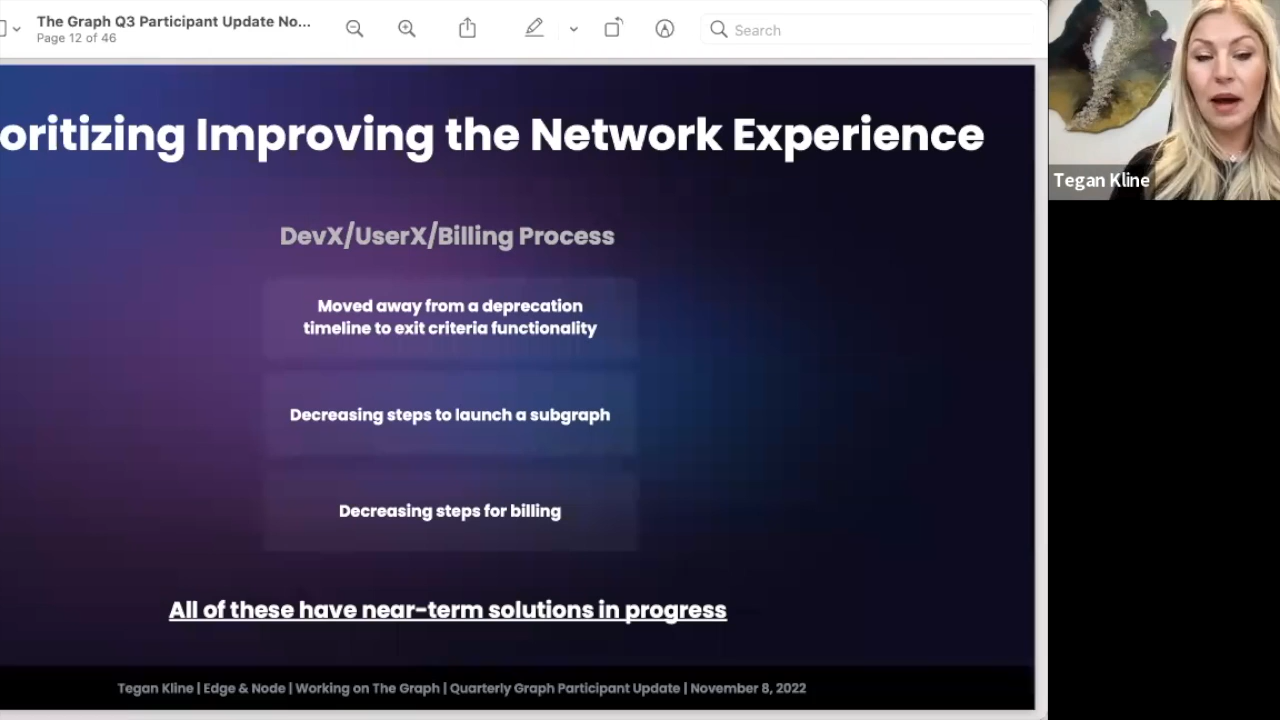 The Graph Q3 Participant Update No...
Page 12 of 46
Search
oritizing Improving the Network Experience
DevX/UserX/Billing Process
Moved away from a deprecation
timeline to exit criteria functionality
Decreasing steps to launch a subgraph
Decreasing steps for billing
All of these have near-term solutions in progress
Tegan Kline | Edge & Node | Working on The Graph | Quarterly Graph Participant Update | November 8, 2022
Tegan Kline